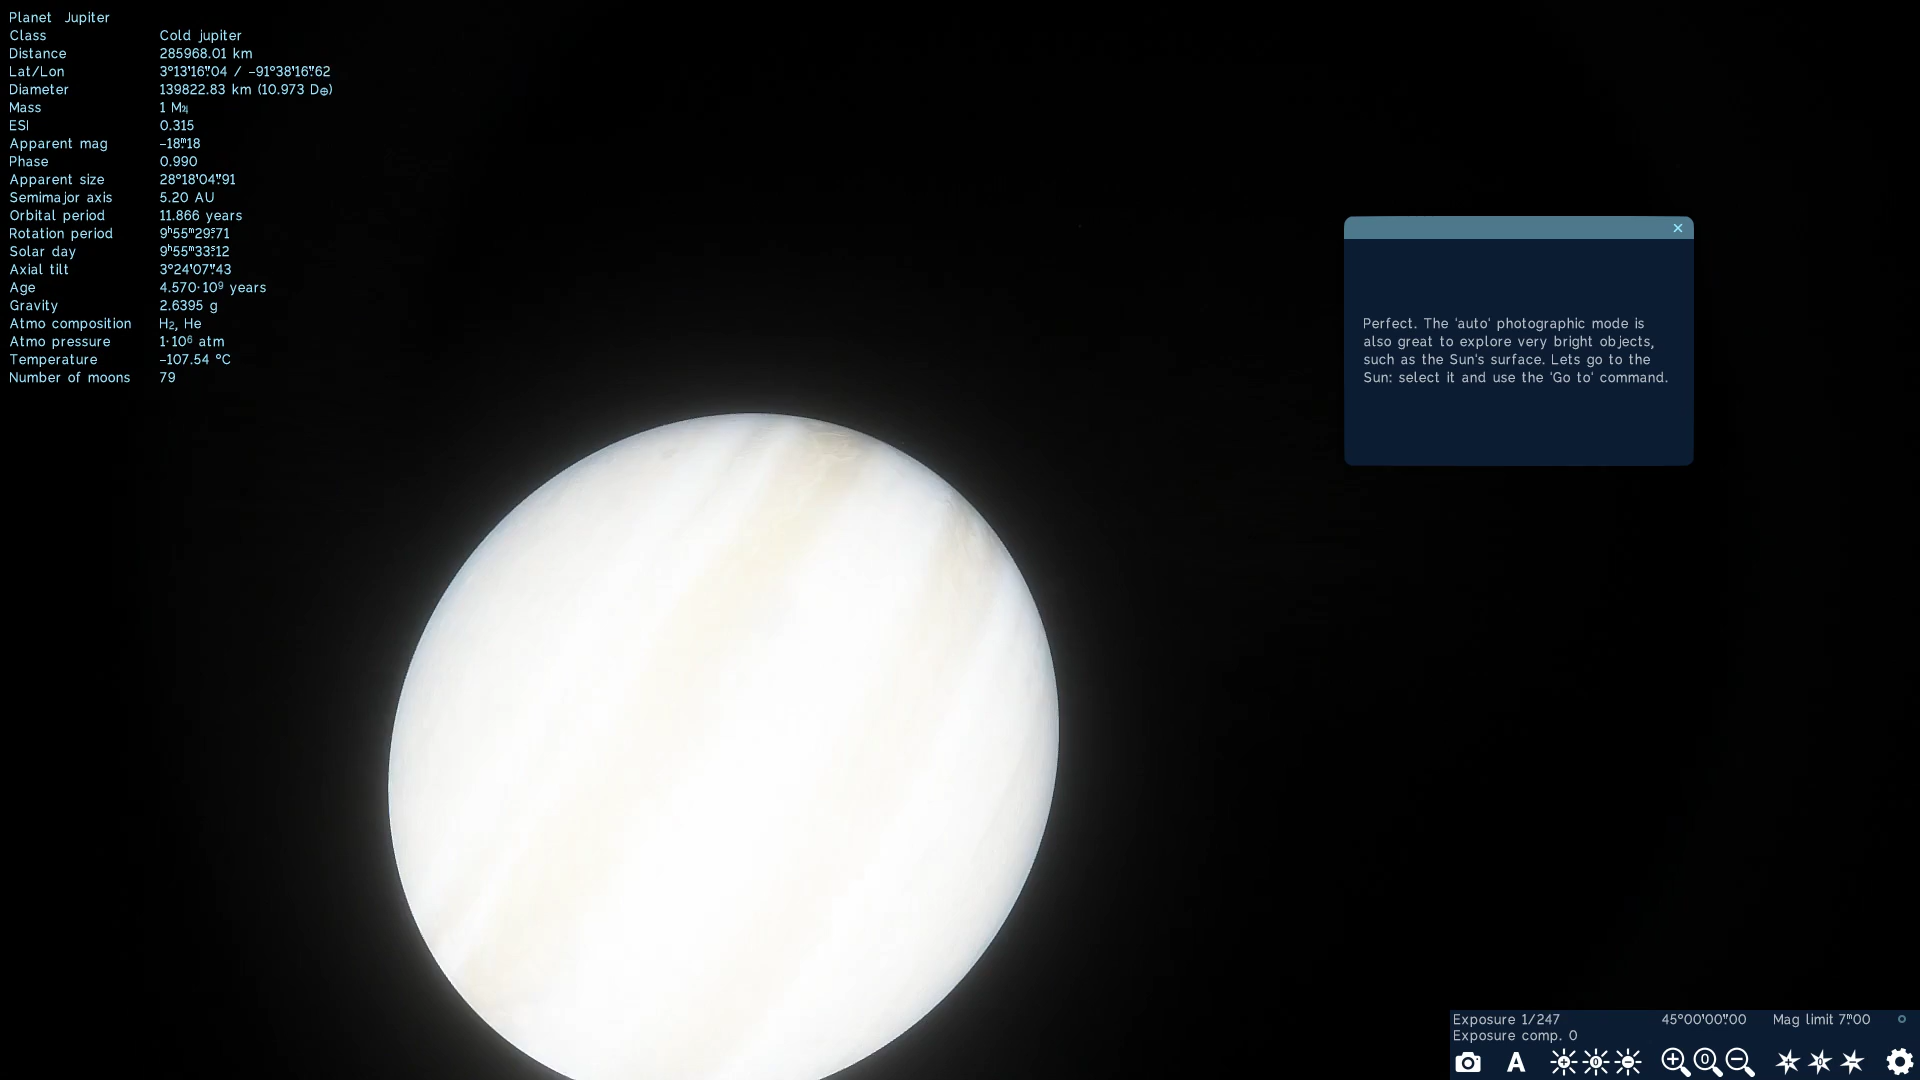 Planet Jupiter
Class Cold jupiter
Distance 285968.01 km
Lat/Lon 3°13'16"04 / -91°38'16"62
Diameter 139822.83 km (10.973 D⊕)
Mass 1 M♃
ESI 0.315
Apparent mag -18ᵐ18
Phase 0.990
Apparent size 28°18'04"91
Semimajor axis 5.20 AU
Orbital period 11.866 years
Rotation period 9ʰ55ᵐ29ˢ71
Solar day 9ʰ55ᵐ33ˢ12
Axial tilt 3°24'07"43
Age 4.570·10⁹ years
Gravity 2.6395 g
Atmo composition H₂, He
Atmo pressure 1·10⁶ atm
Temperature -107.54 °C
Number of moons 79
Perfect. The 'auto' photographic mode is
also great to explore very bright objects,
such as the Sun's surface. Lets go to the
Sun: select it and use the 'Go to' command.
Exposure 1/247 45°00'00"00 Mag limit 7ᵐ00
Exposure comp. 0
A 0 0